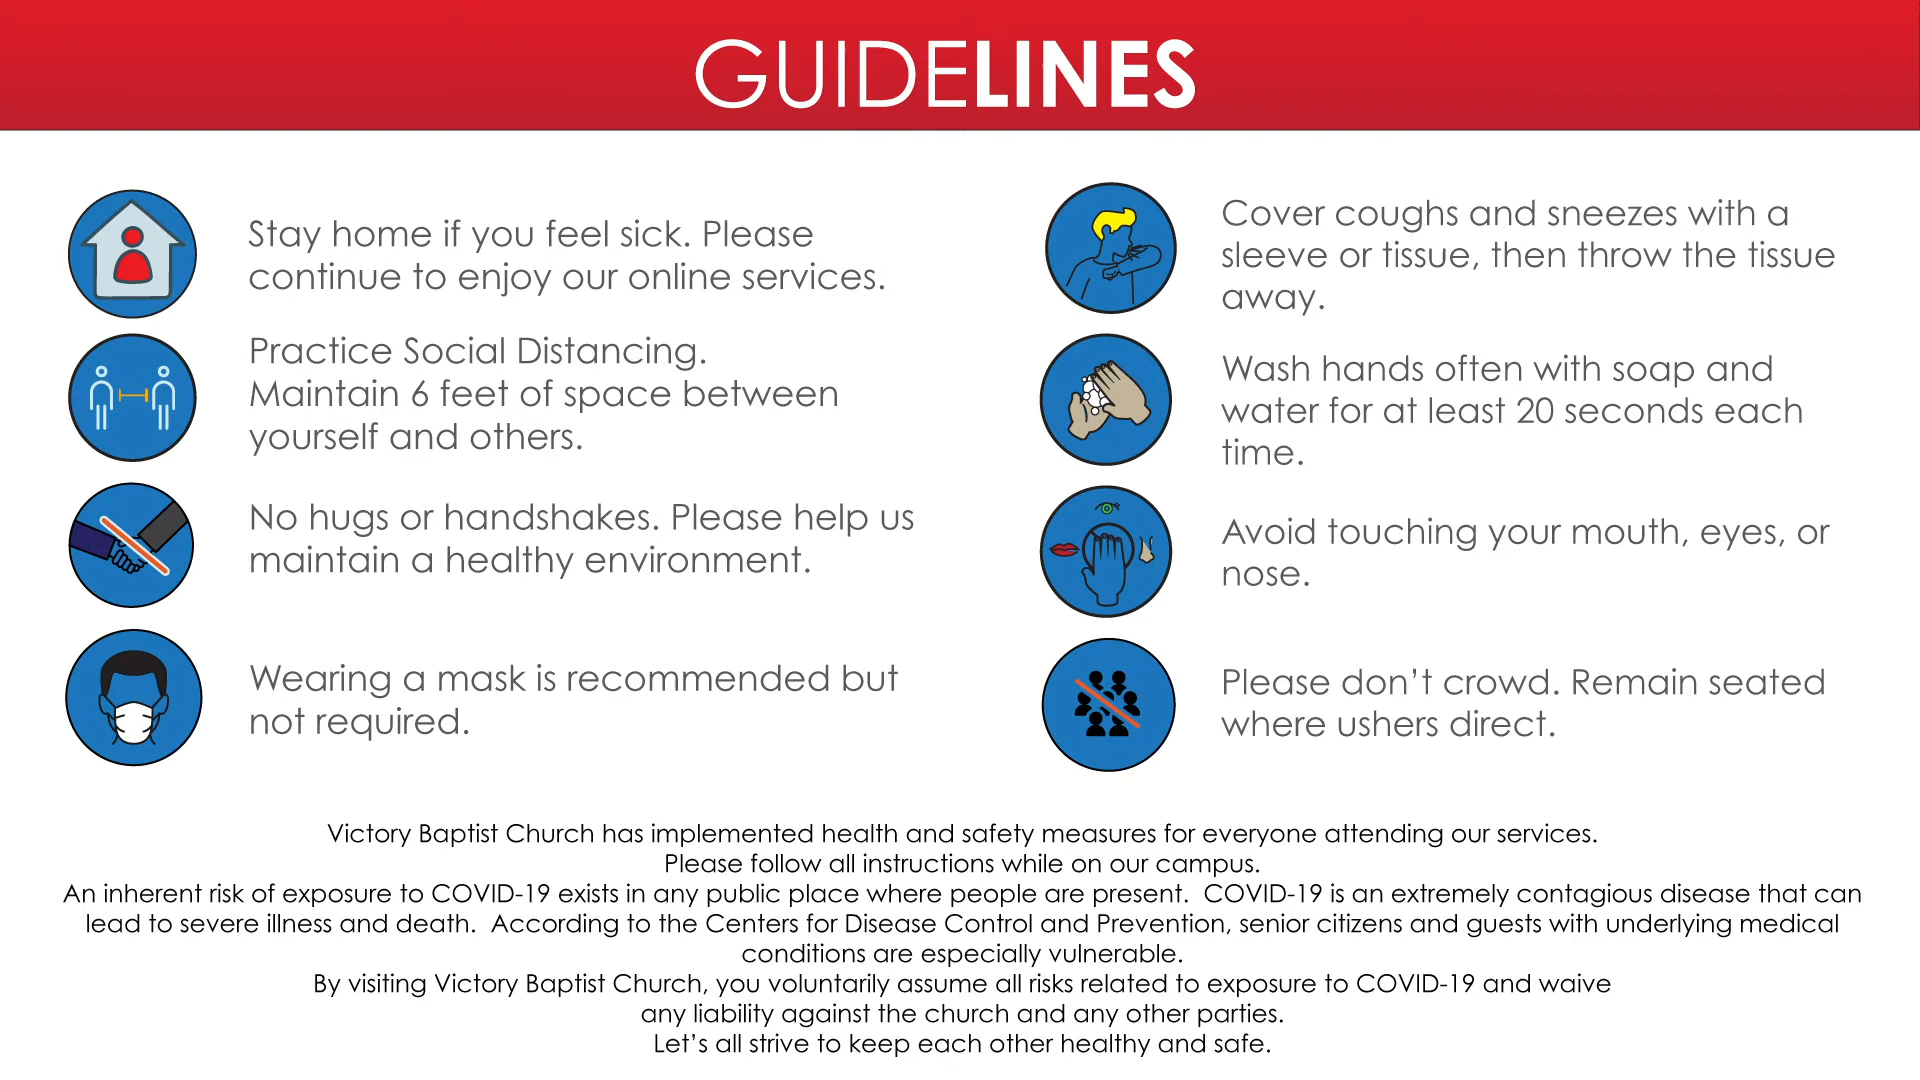 GUIDELINES
Stay home if you feel sick. Please
continue to enjoy our online services.
Practice Social Distancing.
Maintain 6 feet of space between
yourself and others.
No hugs or handshakes. Please help us
maintain a healthy environment.
Wearing a mask is recommended but
not required.
Cover coughs and sneezes with a
sleeve or tissue, then throw the tissue
away.
Wash hands often with soap and
water for at least 20 seconds each
time.
Avoid touching your mouth, eyes, or
nose.
Please don’t crowd. Remain seated
where ushers direct.
Victory Baptist Church has implemented health and safety measures for everyone attending our services.
Please follow all instructions while on our campus.
An inherent risk of exposure to COVID-19 exists in any public place where people are present.  COVID-19 is an extremely contagious disease that can
lead to severe illness and death.  According to the Centers for Disease Control and Prevention, senior citizens and guests with underlying medical
conditions are especially vulnerable.
By visiting Victory Baptist Church, you voluntarily assume all risks related to exposure to COVID-19 and waive
any liability against the church and any other parties.
Let’s all strive to keep each other healthy and safe.